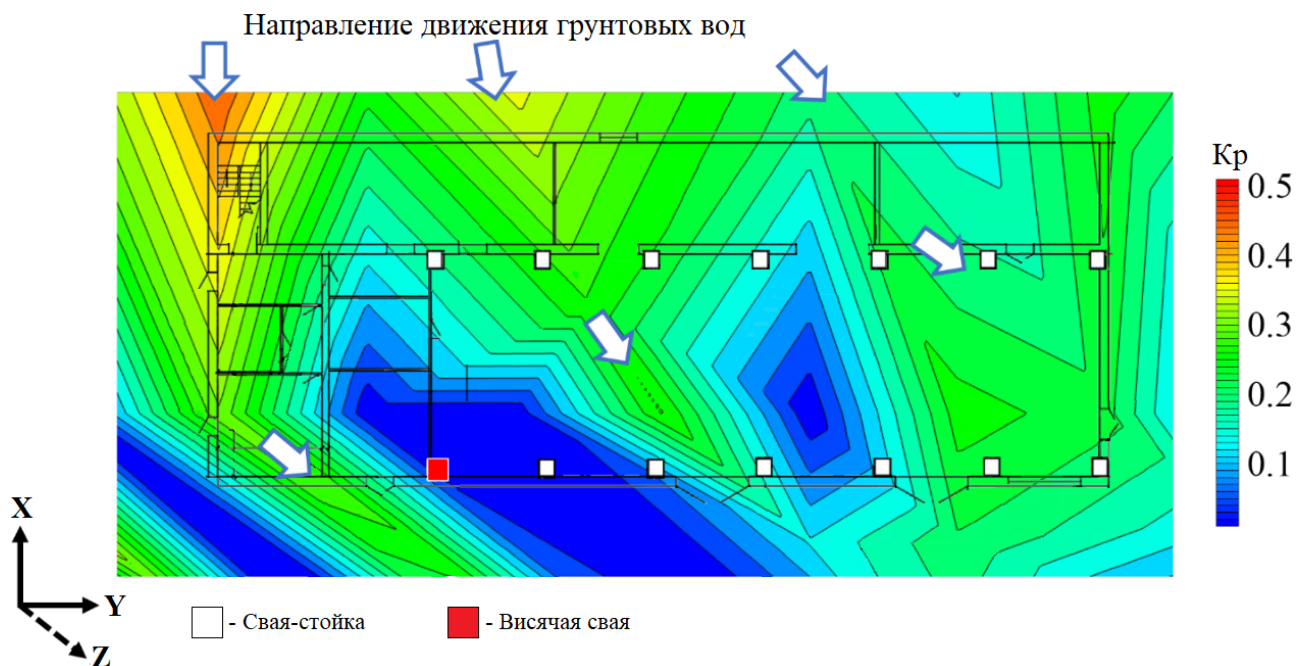 Направление движения грунтовых вод
Кр
0.5
0.4
0.3
0.2
0.1
X
Y
Z
- Свая-стойка
- Висячая свая